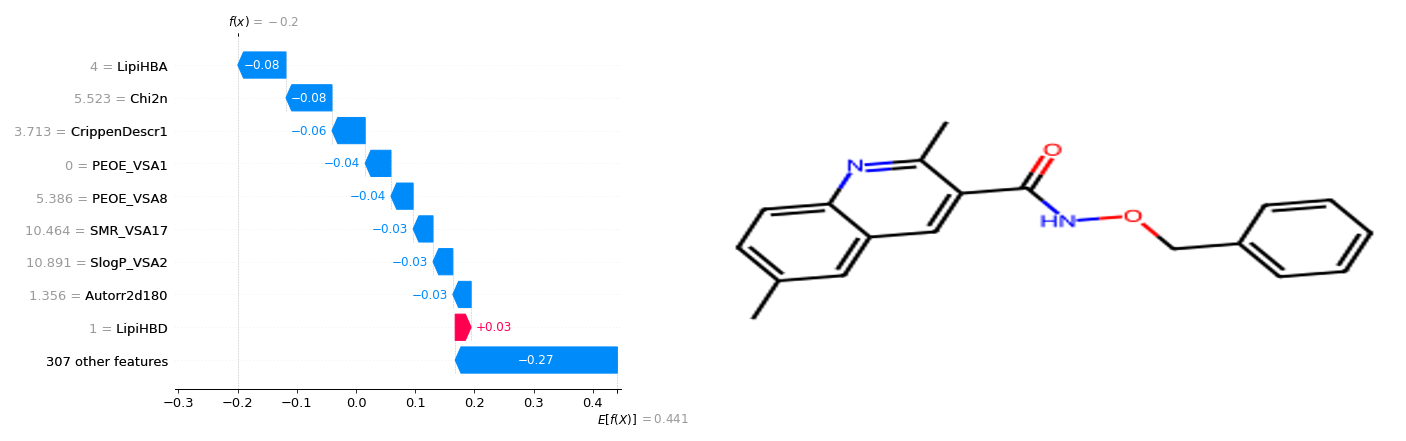 f(x) = −0.2
4 = LipiHBA −0.08
5.523 = Chi2n −0.08
3.713 = CrippenDescr1 −0.06
0 = PEOE_VSA1 −0.04
5.386 = PEOE_VSA8 −0.04
10.464 = SMR_VSA17 −0.03
10.891 = SlogP_VSA2 −0.03
1.356 = Autorr2d180 −0.03
1 = LipiHBD +0.03
307 other features −0.27
−0.3 −0.2 −0.1 0.0 0.1 0.2 0.3 0.4
E[f(X)] = 0.441
O
N
HN O